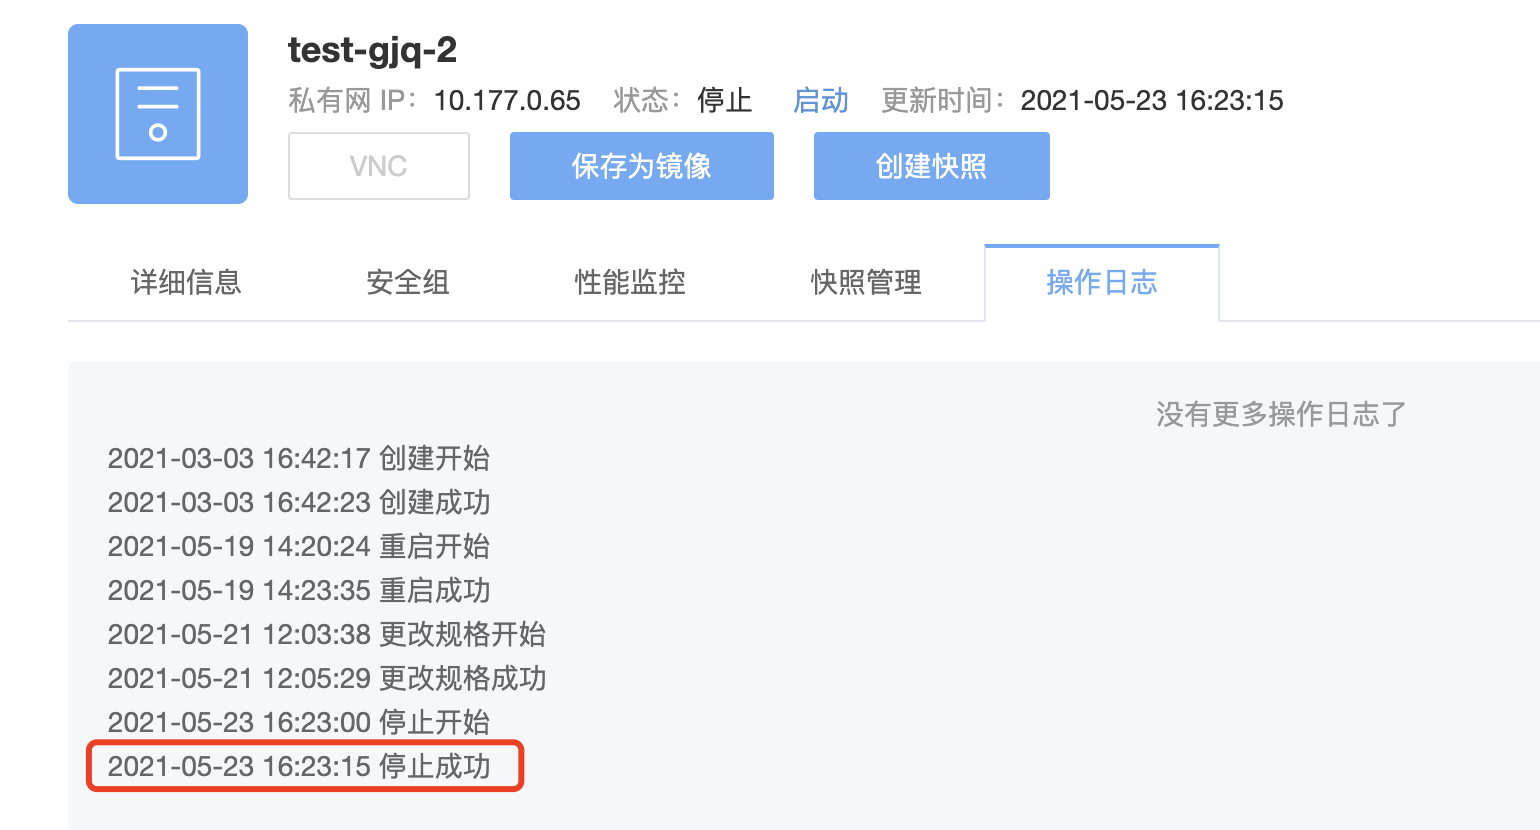 test-gjq-2
私有网 IP： 10.177.0.65 状态： 停止 启动 更新时间： 2021-05-23 16:23:15
VNC 保存为镜像 创建快照
详细信息 安全组 性能监控 快照管理 操作日志
没有更多操作日志了
2021-03-03 16:42:17 创建开始
2021-03-03 16:42:23 创建成功
2021-05-19 14:20:24 重启开始
2021-05-19 14:23:35 重启成功
2021-05-21 12:03:38 更改规格开始
2021-05-21 12:05:29 更改规格成功
2021-05-23 16:23:00 停止开始
2021-05-23 16:23:15 停止成功